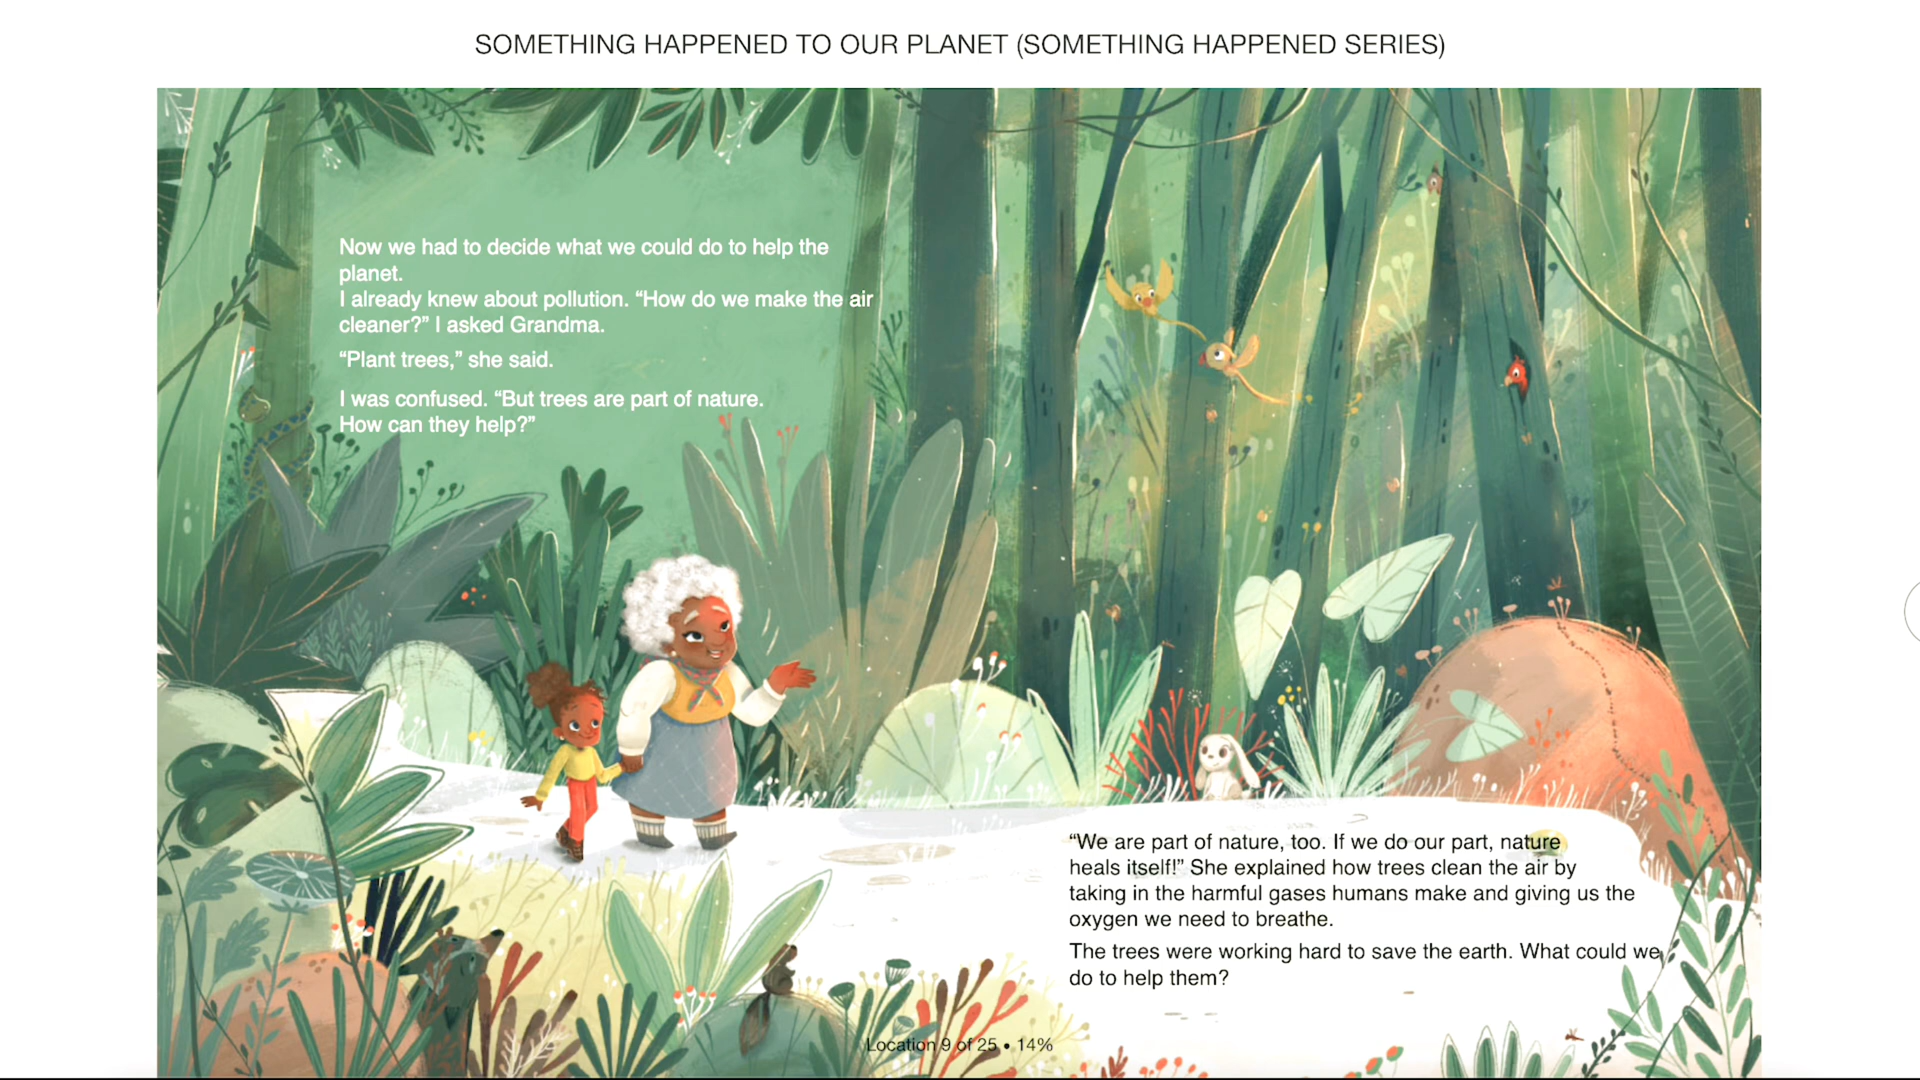 SOMETHING HAPPENED TO OUR PLANET (SOMETHING HAPPENED SERIES)
Now we had to decide what we could do to help the
planet.
I already knew about pollution. “How do we make the air
cleaner?” I asked Grandma.
“Plant trees,” she said.
I was confused. “But trees are part of nature.
How can they help?”
“We are part of nature, too. If we do our part, nature
heals itself!” She explained how trees clean the air by
taking in the harmful gases humans make and giving us the
oxygen we need to breathe.
The trees were working hard to save the earth. What could we
do to help them?
Location 9 of 25 • 14%